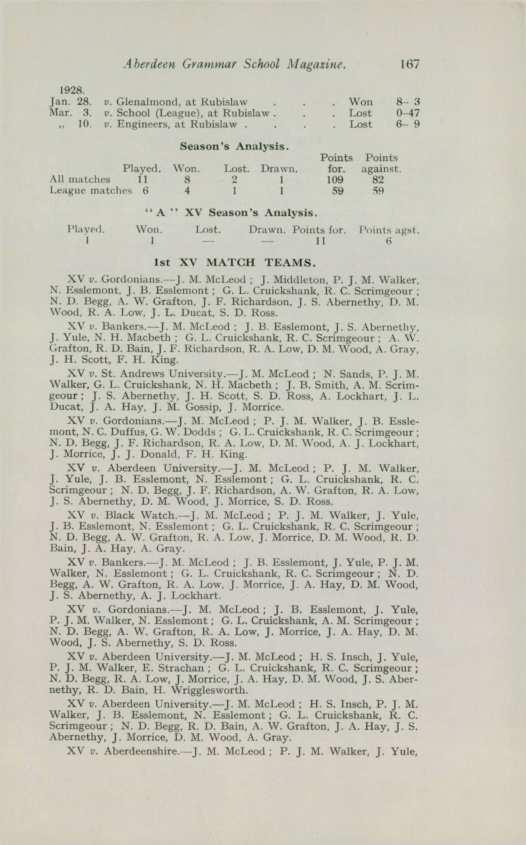 Aberdeen Grammar School Magazine. 167
1928.
Jan. 28. v. Glenalmond, at Rubislaw . . . Won 8-- 3
Mar. 3. v. School (League), at Rubislaw . . . Lost 0-47
„ 10. v. Engineers, at Rubislaw . . . . Lost 6-- 9
Season's Analysis.
Points Points
Played. Won. Lost. Drawn. for. against.
All matches 11 8 2 1 109 82
League matches 6 4 1 1 59 59
“ A ” XV Season's Analysis.
Played. Won. Lost. Drawn. Points for. Points agst.
1 1 — — 11 6
1st XV MATCH TEAMS.
XV v. Gordonians.—J. M. McLeod ; J. Middleton, P. J. M. Walker,
N. Esslemont, J. B. Esslemont ; G. L. Cruickshank, R. C. Scrimgeour ;
N. D. Begg, A. W. Grafton, J. F. Richardson, J. S. Abernethy, D. M.
Wood, R. A. Low, J. L. Ducat, S. D. Ross.
XV v. Bankers.—J. M. McLeod ; J. B. Esslemont, J. S. Abernethy,
J. Yule, N. H. Macbeth ; G. L. Cruickshank, R. C. Scrimgeour ; A. W.
Grafton, R. D. Bain, J. F. Richardson, R. A. Low, D. M. Wood, A. Gray,
J. H. Scott, F. H. King.
XV v. St. Andrews University.—J. M. McLeod ; N. Sands, P. J. M.
Walker, G. L. Cruickshank, N. H. Macbeth ; J. B. Smith, A. M. Scrim-
geour ; J. S. Abernethy, J. H. Scott, S. D. Ross, A. Lockhart, J. L.
Ducat, J. A. Hay, J. M. Gossip, J. Morrice.
XV v. Gordonians.—J. M. McLeod ; P. J. M. Walker, J. B. Essle-
mont, N. C. Duffus, G. W. Dodds ; G. L. Cruickshank, R. C. Scrimgeour ;
N. D. Begg, J. F. Richardson, R. A. Low, D. M. Wood, A. J. Lockhart,
J. Morrice, J. J. Donald, F. H. King.
XV v. Aberdeen University.—J. M. McLeod ; P. J. M. Walker,
J. Yule, J. B. Esslemont, N. Esslemont ; G. L. Cruickshank, R. C.
Scrimgeour ; N. D. Begg, J. F. Richardson, A. W. Grafton, R. A. Low,
J. S. Abernethy, D. M. Wood, J. Morrice, S. D. Ross.
XV v. Black Watch.—J. M. McLeod ; P. J. M. Walker, J. Yule,
J. B. Esslemont, N. Esslemont ; G. L. Cruickshank, R. C. Scrimgeour ;
N. D. Begg, A. W. Grafton, R. A. Low, J. Morrice, D. M. Wood, R. D.
Bain, J. A. Hay, A. Gray.
XV v. Bankers.—J. M. McLeod ; J. B. Esslemont, J. Yule, P. J. M.
Walker, N. Esslemont ; G. L. Cruickshank, R. C. Scrimgeour ; N. D.
Begg, A. W. Grafton, R. A. Low, J. Morrice, J. A. Hay, D. M. Wood,
J. S. Abernethy, A. J. Lockhart.
XV v. Gordonians.—J. M. McLeod ; J. B. Esslemont, J. Yule,
P. J. M. Walker, N. Esslemont ; G. L. Cruickshank, A. M. Scrimgeour ;
N. D. Begg, A. W. Grafton, R. A. Low, J. Morrice, J. A. Hay, D. M.
Wood, J. S. Abernethy, S. D. Ross.
XV v. Aberdeen University.—J. M. McLeod ; H. S. Insch, J. Yule,
P. J. M. Walker, E. Strachan ; G. L. Cruickshank, R. C. Scrimgeour ;
N. D. Begg, R. A. Low, J. Morrice, J. A. Hay, D. M. Wood, J. S. Aber-
nethy, R. D. Bain, H. Wrigglesworth.
XV v. Aberdeen University.—J. M. McLeod ; H. S. Insch, P. J. M.
Walker, J. B. Esslemont, N. Esslemont ; G. L. Cruickshank, R. C.
Scrimgeour ; N. D. Begg, R. D. Bain, A. W. Grafton, J. A. Hay, J. S.
Abernethy, J. Morrice, D. M. Wood, A. Gray.
XV v. Aberdeenshire.—J. M. McLeod ; P. J. M. Walker, J. Yule,